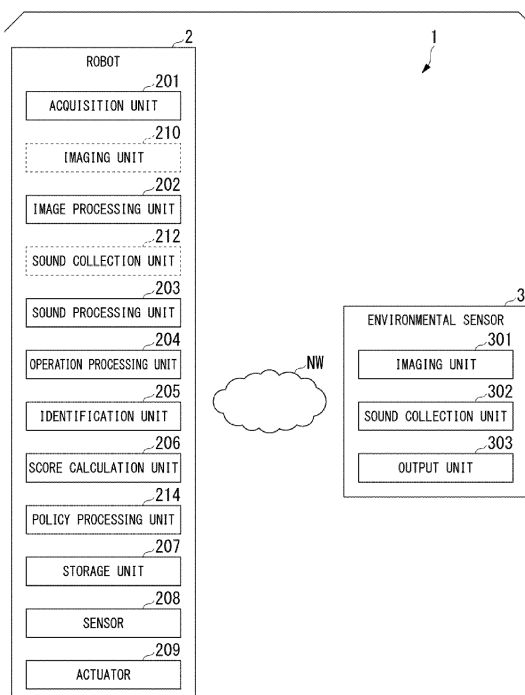 1
2
ROBOT
201
ACQUISITION UNIT
210
IMAGING UNIT
202
IMAGE PROCESSING UNIT
212
SOUND COLLECTION UNIT
203
SOUND PROCESSING UNIT
204
OPERATION PROCESSING UNIT
205
IDENTIFICATION UNIT
206
SCORE CALCULATION UNIT
214
POLICY PROCESSING UNIT
207
STORAGE UNIT
208
SENSOR
209
ACTUATOR
NW
3
ENVIRONMENTAL SENSOR
301
IMAGING UNIT
302
SOUND COLLECTION UNIT
303
OUTPUT UNIT